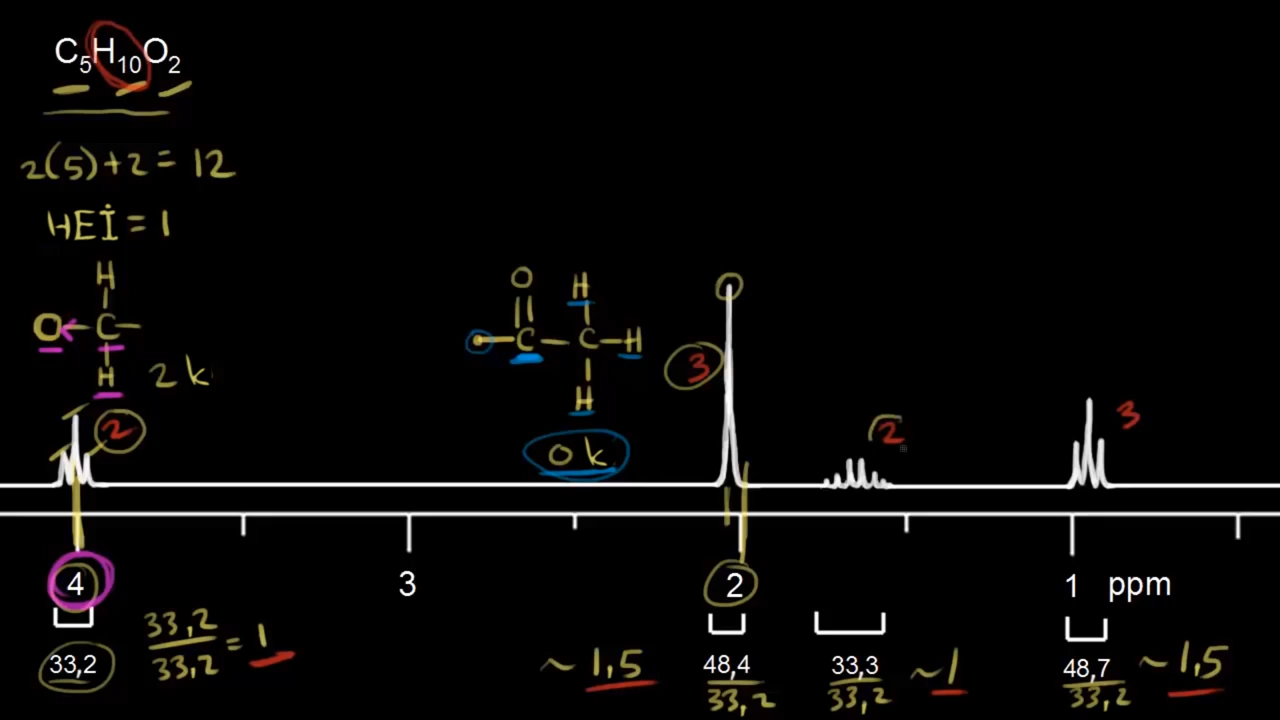 C5H10O2
2(5)+2=12
HEİ=1
H
O C
H 2 k
2
O H
C C H
H
0 k
3
2
3
4 3 2 1 ppm
33,2 48,4 33,3 48,7
33,2/33,2 = 1
~ 1,5 33,2
33,2 ~1
33,2 ~1,5